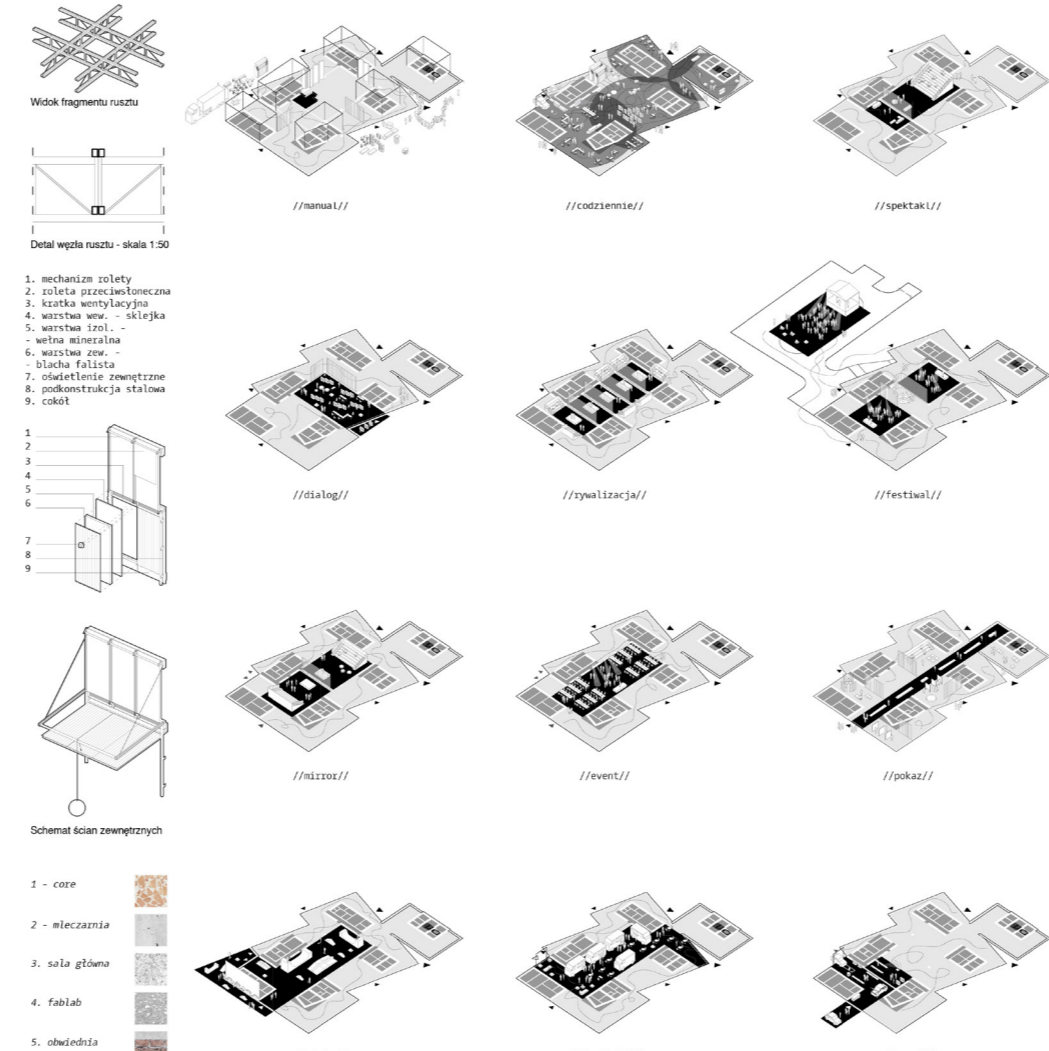 Widok fragmentu rusztu
//manual//
//codziennie//
//spektakl//
Detal węzła rusztu - skala 1:50
1. mechanizm rolety
2. roleta przeciwsłoneczna
3. kratka wentylacyjna
4. warstwa wew. - sklejka
5. warstwa izol. -
- wełna mineralna
6. warstwa zew. -
- blacha falista
7. oświetlenie zewnętrzne
8. podkonstrukcja stalowa
9. cokół
//dialog//
//rywalizacja//
//festiwal//
1
2
3
4
5
6
7
8
9
//mirror//
//event//
//pokaz//
Schemat ścian zewnętrznych
1 - core
2 - mleczarnia
3. sala główna
4. fablab
5. obwiednia